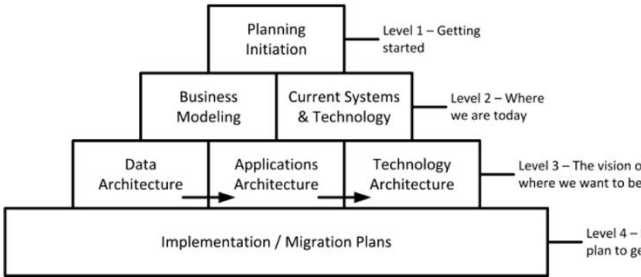 Planning
Initiation
Level 1 – Getting
started
Business
Modeling
Current Systems
& Technology
Level 2 – Where
we are today
Data
Architecture
Applications
Architecture
Technology
Architecture
Level 3 – The vision o
where we want to be
Implementation / Migration Plans
Level 4 –
plan to ge